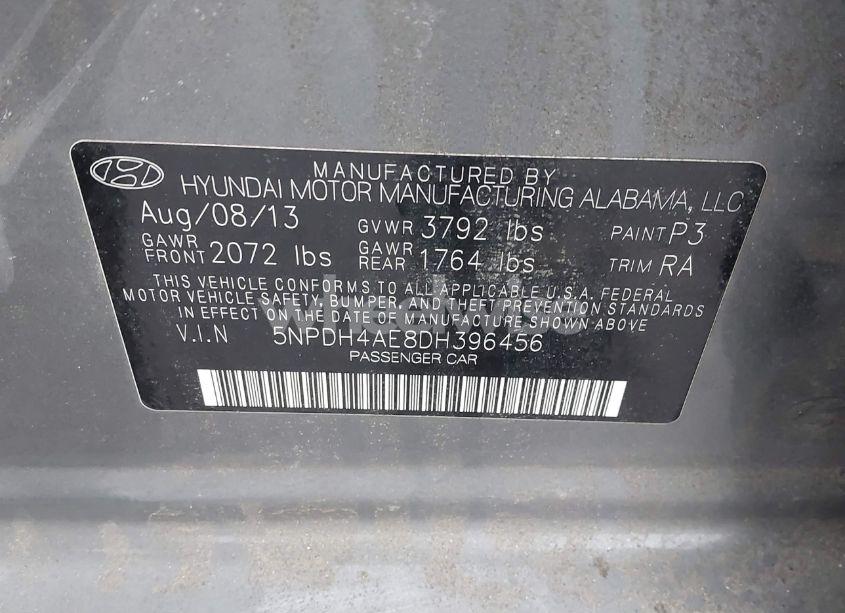 MANUFACTURED BY
HYUNDAI MOTOR MANUFACTURING ALABAMA, LLC
Aug/08/13 GVWR 3792 lbs PAINT P3
GAWR FRONT 2072 lbs GAWR REAR 1764 lbs TRIM RA
THIS VEHICLE CONFORMS TO ALL APPLICABLE U.S.A. FEDERAL
MOTOR VEHICLE SAFETY, BUMPER, AND THEFT PREVENTION STANDARDS
IN EFFECT ON THE DATE OF MANUFACTURE SHOWN ABOVE
V.I.N 5NPDH4AE8DH396456
PASSENGER CAR